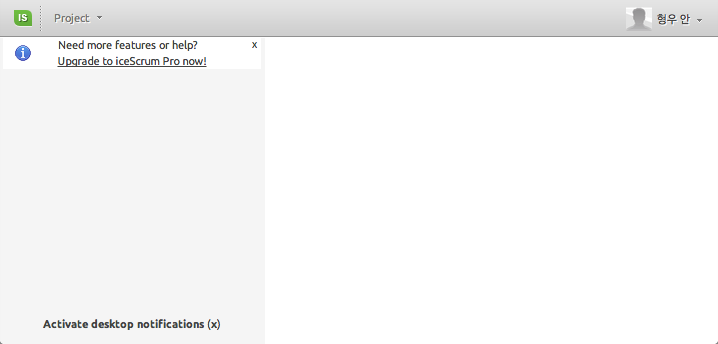 IS Project 형우 안
Need more features or help? x
Upgrade to iceScrum Pro now!
Activate desktop notifications (x)